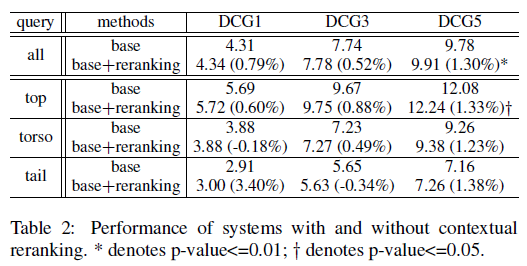 query methods DCG1 DCG3 DCG5
all base 4.31 7.74 9.78
base+reranking 4.34 (0.79%) 7.78 (0.52%) 9.91 (1.30%)*
top base 5.69 9.67 12.08
base+reranking 5.72 (0.60%) 9.75 (0.88%) 12.24 (1.33%)†
torso base 3.88 7.23 9.26
base+reranking 3.88 (-0.18%) 7.27 (0.49%) 9.38 (1.23%)
tail base 2.91 5.65 7.16
base+reranking 3.00 (3.40%) 5.63 (-0.34%) 7.26 (1.38%)
Table 2: Performance of systems with and without contextual
reranking. * denotes p-value<=0.01; † denotes p-value<=0.05.